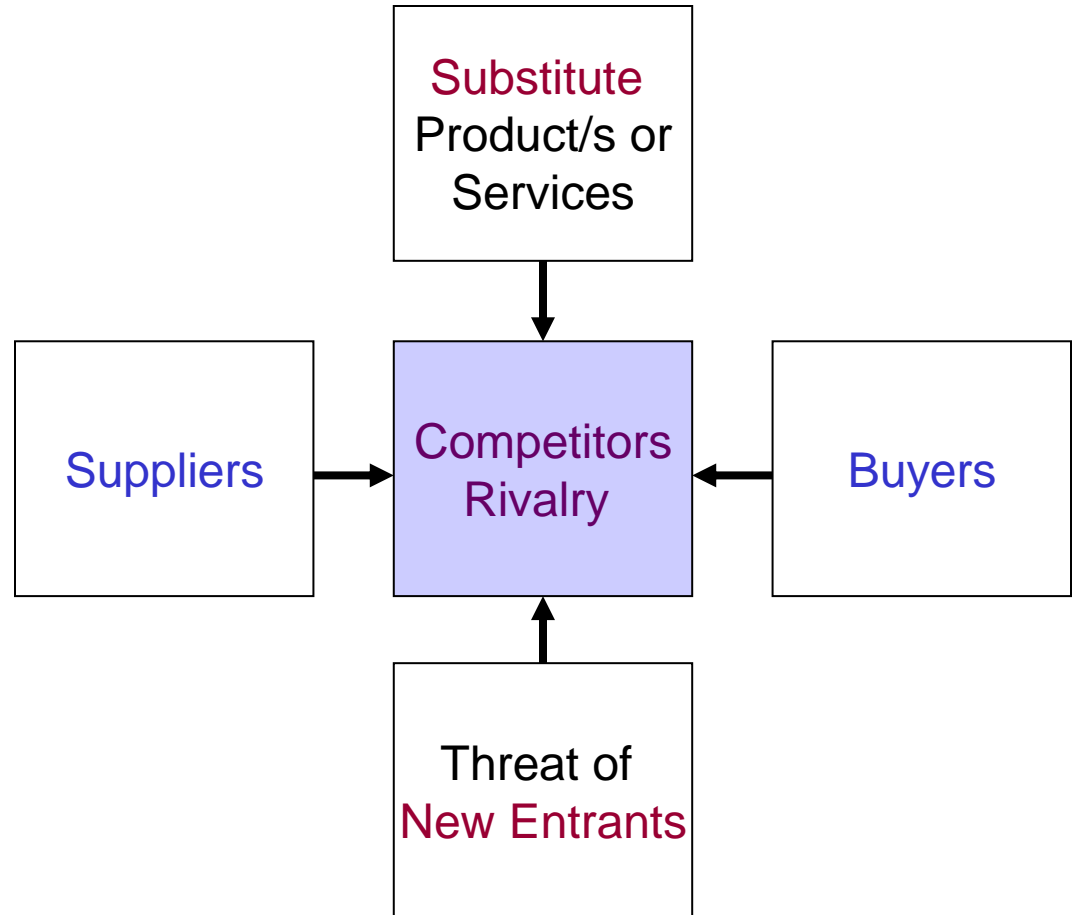 Substitute
Product/s or
Services
Suppliers
Competitors
Rivalry
Buyers
Threat of
New Entrants